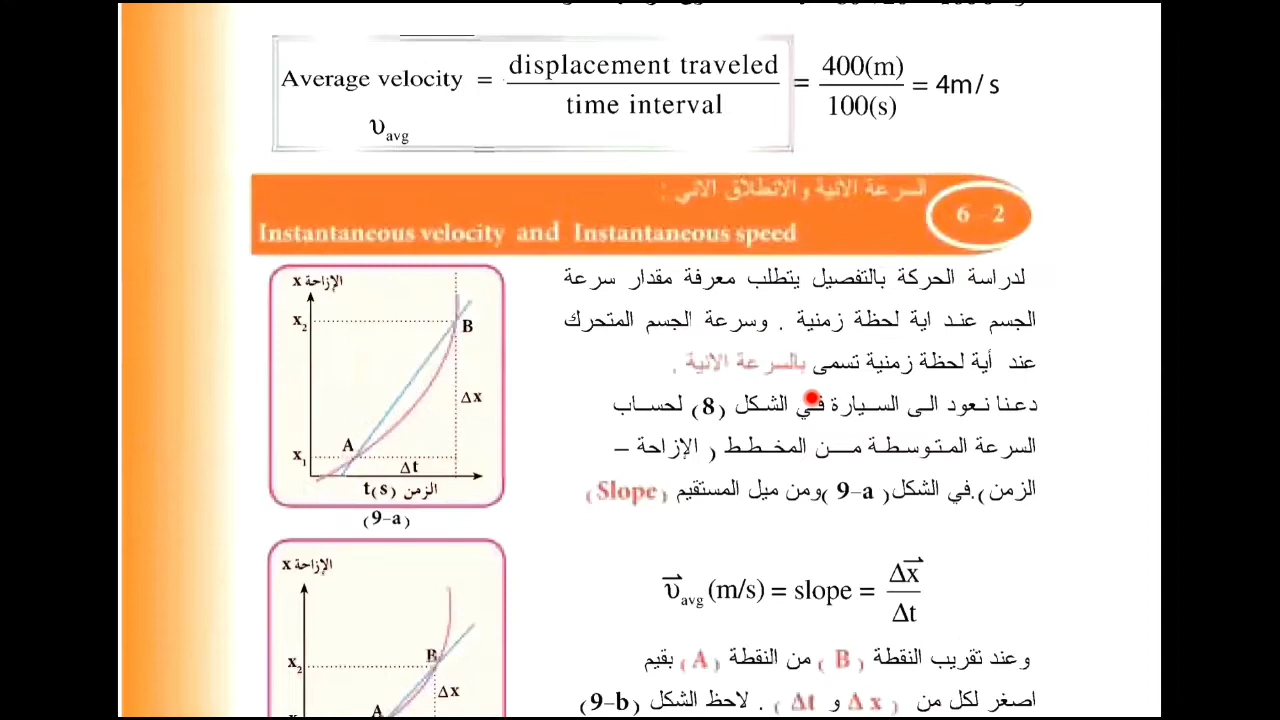 Average velocity = displacement traveled / time interval = 400(m) / 100(s) = 4m/s
υavg
6 - 2 السرعة الآنية والانطلاق الآني :
Instantaneous velocity and Instantaneous speed
لدراسة الحركة بالتفصيل يتطلب معرفة مقدار سرعة
الجسم عند اية لحظة زمنية . وسرعة الجسم المتحرك
عند أية لحظة زمنية تسمى بالسرعة الآنية .
دعنا نعود الى السيارة في الشكل (8) لحساب
السرعة المتوسطة من المخطط ( الإزاحة –
الزمن).في الشكل( 9-a )ومن ميل المستقيم (Slope)
υavg (m/s) = slope = Δx / Δt
وعند تقريب النقطة (B) من النقطة (A) بقيم
اصغر لكل من (Δx و Δt) . لاحظ الشكل (9-b)
الإزاحة x
x2
B
Δx
A
x1
Δt
الزمن t(s)
(9-a)
الإزاحة x
x2
B
Δx
A